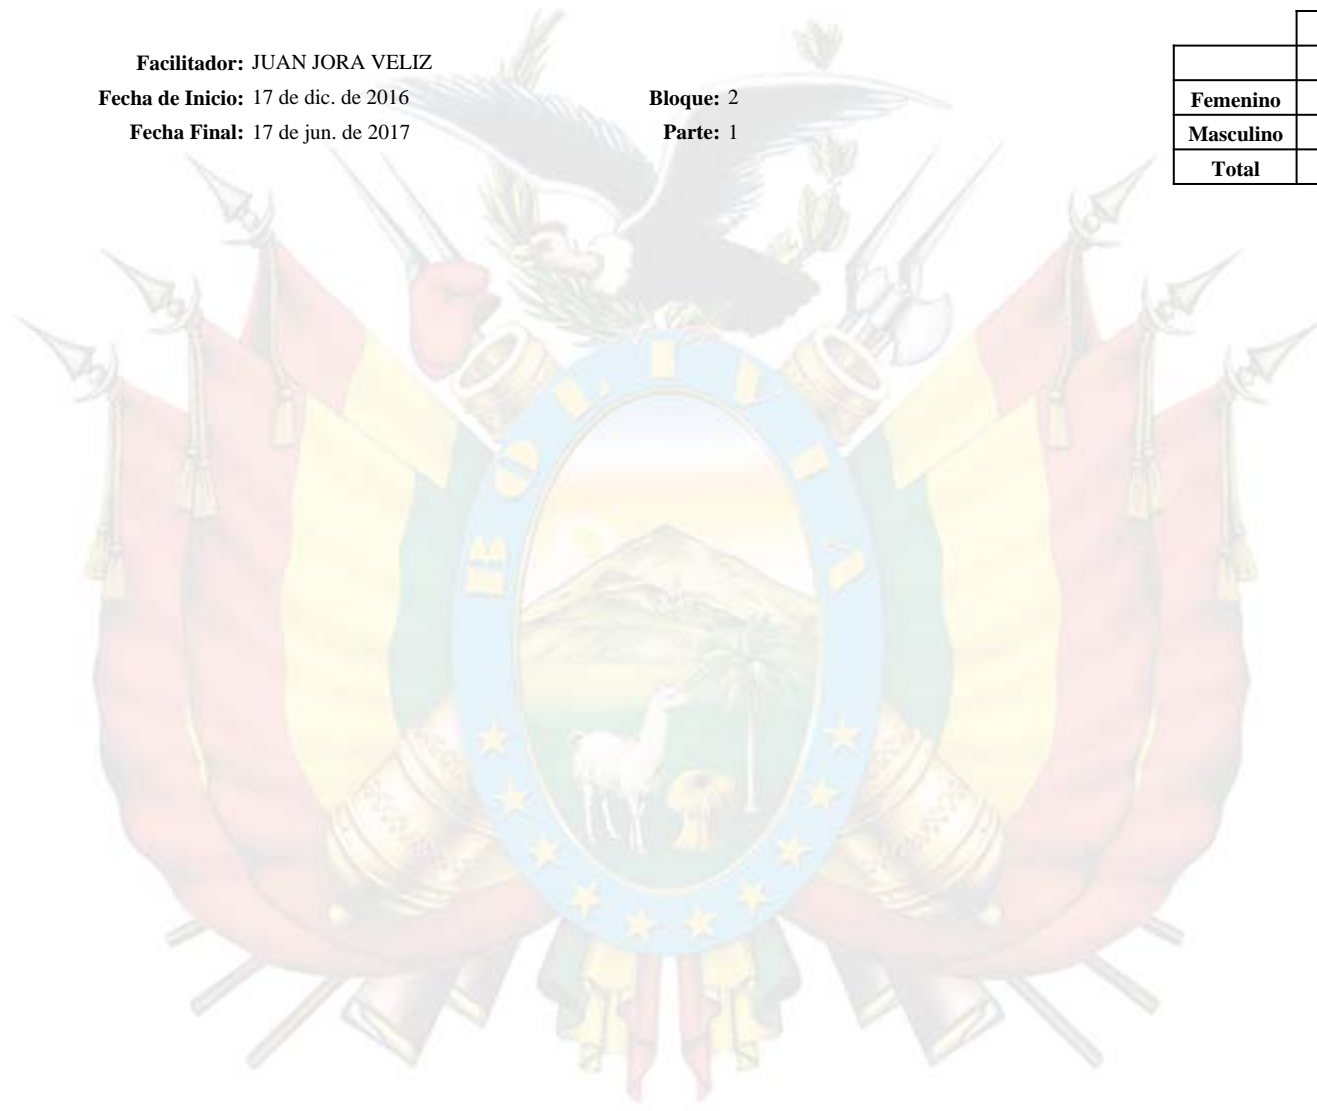 Facilitador: JUAN JORA VELIZ
Fecha de Inicio: 17 de dic. de 2016 Bloque: 2
Fecha Final: 17 de jun. de 2017 Parte: 1
Femenino
Masculino
Total
BOLIVIA